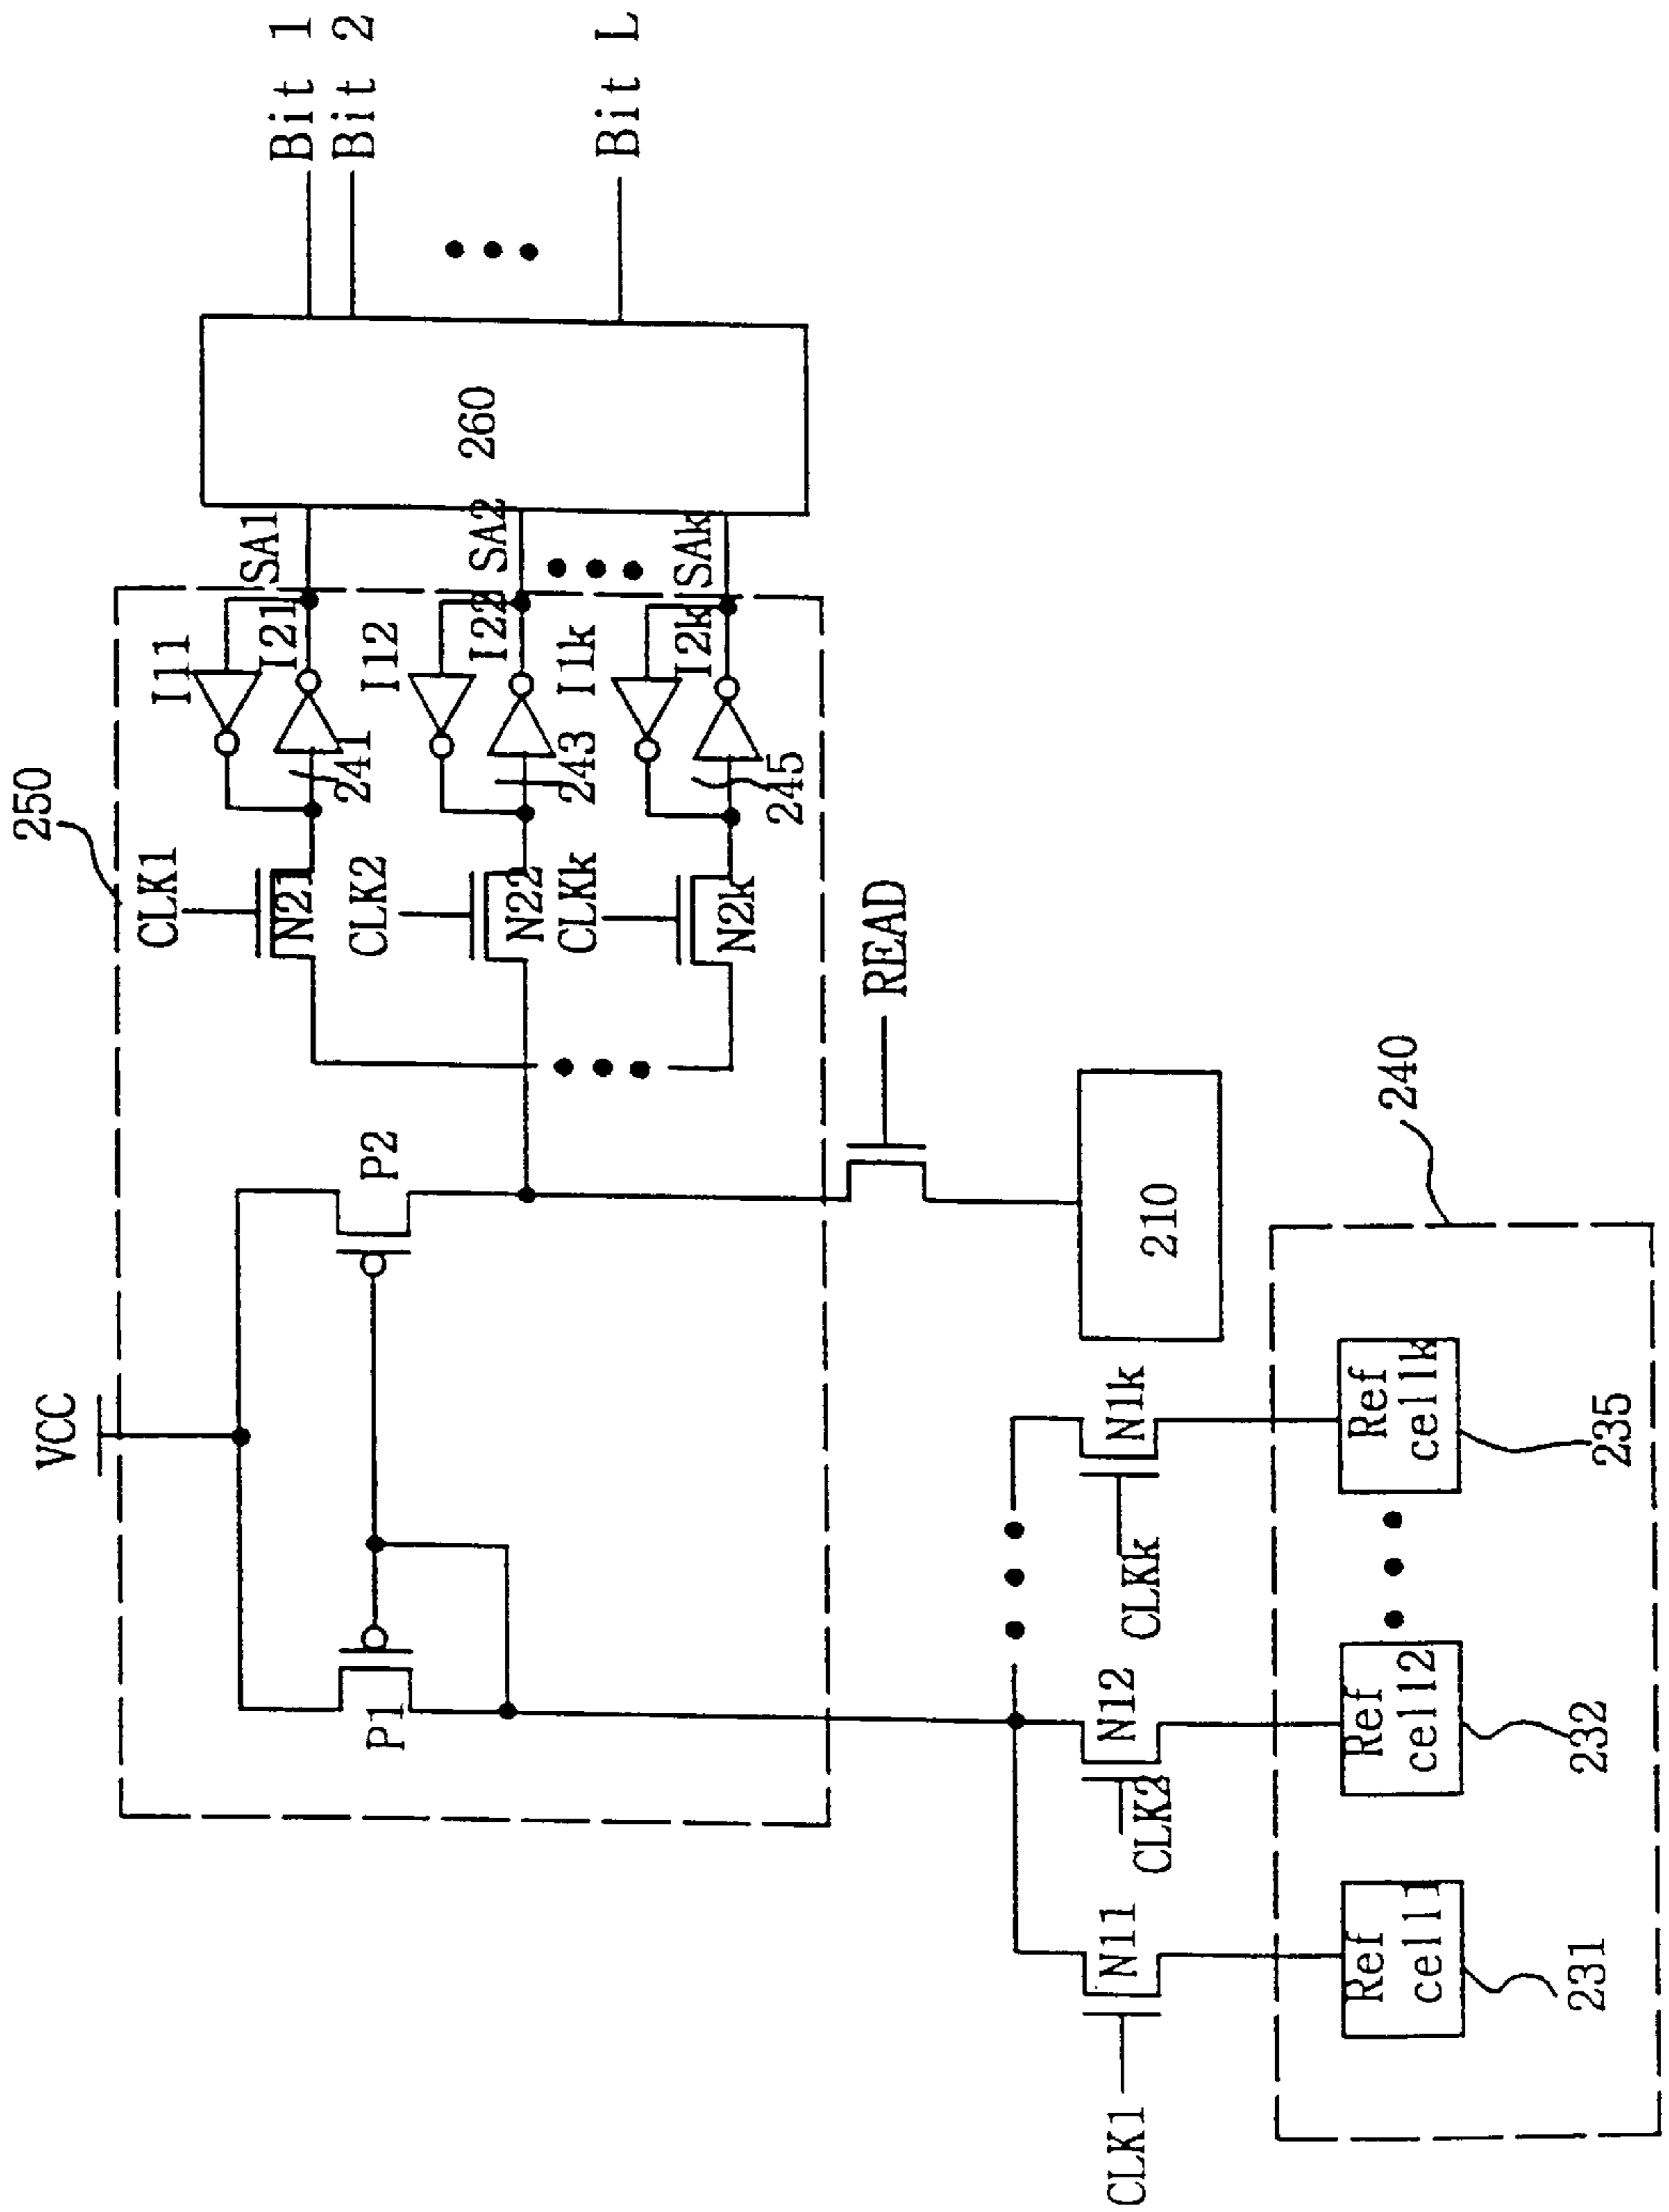 250
VCC
P1
P2
CLK1
N21
I11
I21
241
SA1
CLK2
N22
I12
I22
243
SA2
CLKk
N2k
I1k
I2k
245
SAk
260
Bit 1
Bit 2
Bit L
READ
210
CLK1
N11
CLK2
N12
CLKk
N1k
240
Ref
cell1
231
Ref
cell2
232
Ref
cellk
235